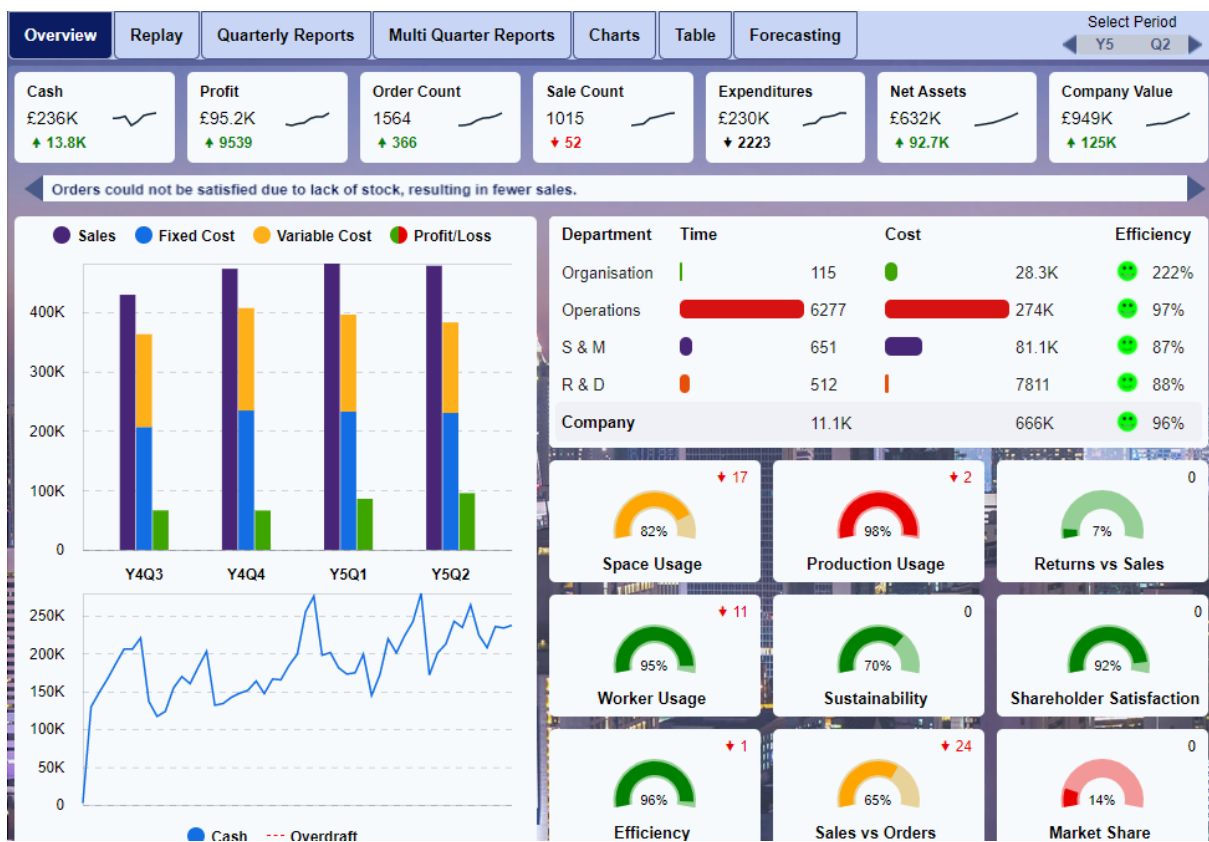 Overview Replay Quarterly Reports Multi Quarter Reports Charts Table Forecasting
Select Period
Y5 Q2
Cash Profit Order Count Sale Count Expenditures Net Assets Company Value
£236K £95.2K 1564 1015 £230K £632K £949K
13.8K 9539 366 52 2223 92.7K 125K
Orders could not be satisfied due to lack of stock, resulting in fewer sales.
Sales Fixed Cost Variable Cost Profit/Loss
400K
300K
200K
100K
0
Y4Q3 Y4Q4 Y5Q1 Y5Q2
250K
200K
150K
100K
50K
0
Cash Overdraft
Department Time Cost Efficiency
Organisation 115 28.3K 222%
Operations 6277 274K 97%
S & M 651 81.1K 87%
R & D 512 7811 88%
Company 11.1K 666K 96%
17 2 0
82% 98% 7%
Space Usage Production Usage Returns vs Sales
11 0 0
95% 70% 92%
Worker Usage Sustainability Shareholder Satisfaction
1 24 0
96% 65% 14%
Efficiency Sales vs Orders Market Share